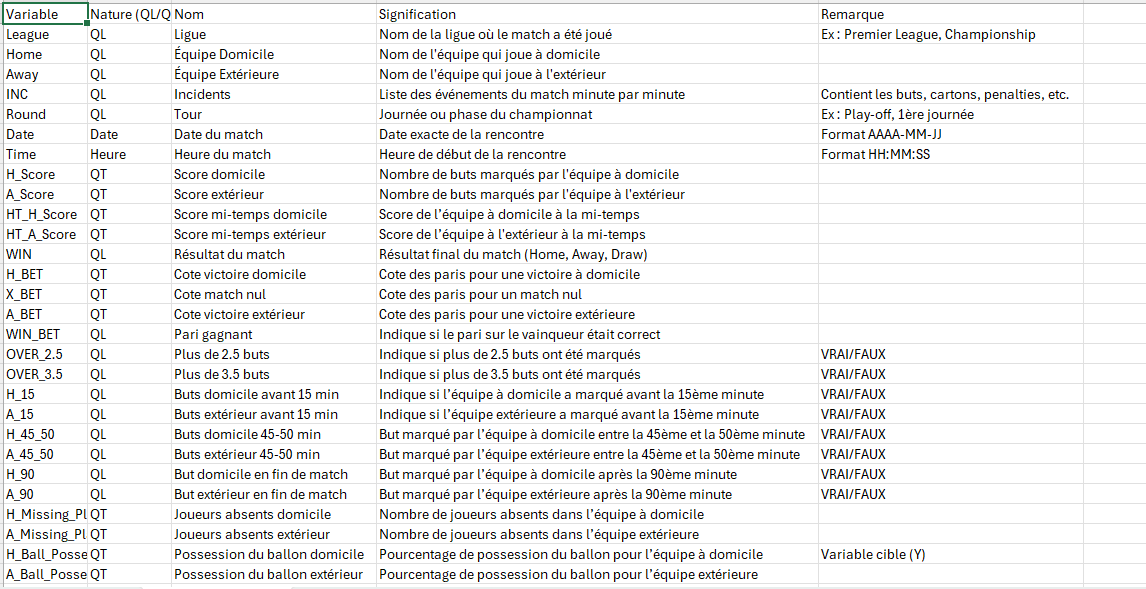 Variable Nature (QL/Q Nom Signification Remarque
League QL Ligue Nom de la ligue où le match a été joué Ex : Premier League, Championship
Home QL Équipe Domicile Nom de l'équipe qui joue à domicile
Away QL Équipe Extérieure Nom de l'équipe qui joue à l'extérieur
INC QL Incidents Liste des événements du match minute par minute Contient les buts, cartons, penalties, etc.
Round QL Tour Journée ou phase du championnat Ex : Play-off, 1ère journée
Date Date Date du match Date exacte de la rencontre Format AAAA-MM-JJ
Time Heure Heure du match Heure de début de la rencontre Format HH:MM:SS
H_Score QT Score domicile Nombre de buts marqués par l'équipe à domicile
A_Score QT Score extérieur Nombre de buts marqués par l'équipe à l'extérieur
HT_H_Score QT Score mi-temps domicile Score de l'équipe à domicile à la mi-temps
HT_A_Score QT Score mi-temps extérieur Score de l'équipe à l'extérieur à la mi-temps
WIN QL Résultat du match Résultat final du match (Home, Away, Draw)
H_BET QT Cote victoire domicile Cote des paris pour une victoire à domicile
X_BET QT Cote match nul Cote des paris pour un match nul
A_BET QT Cote victoire extérieur Cote des paris pour une victoire extérieure
WIN_BET QL Pari gagnant Indique si le pari sur le vainqueur était correct
OVER_2.5 QL Plus de 2.5 buts Indique si plus de 2.5 buts ont été marqués VRAI/FAUX
OVER_3.5 QL Plus de 3.5 buts Indique si plus de 3.5 buts ont été marqués VRAI/FAUX
H_15 QL Buts domicile avant 15 min Indique si l'équipe à domicile a marqué avant la 15ème minute VRAI/FAUX
A_15 QL Buts extérieur avant 15 min Indique si l'équipe extérieure a marqué avant la 15ème minute VRAI/FAUX
H_45_50 QL Buts domicile 45-50 min But marqué par l'équipe à domicile entre la 45ème et la 50ème minute VRAI/FAUX
A_45_50 QL Buts extérieur 45-50 min But marqué par l'équipe extérieure entre la 45ème et la 50ème minute VRAI/FAUX
H_90 QL But domicile en fin de match But marqué par l'équipe à domicile après la 90ème minute VRAI/FAUX
A_90 QL But extérieur en fin de match But marqué par l'équipe extérieure après la 90ème minute VRAI/FAUX
H_Missing_Pl QT Joueurs absents domicile Nombre de joueurs absents dans l'équipe à domicile
A_Missing_Pl QT Joueurs absents extérieur Nombre de joueurs absents dans l'équipe extérieure
H_Ball_Posse QT Possession du ballon domicile Pourcentage de possession du ballon pour l'équipe à domicile Variable cible (Y)
A_Ball_Posse QT Possession du ballon extérieur Pourcentage de possession du ballon pour l'équipe extérieure